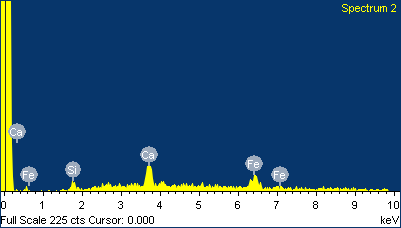 Spectrum 2
Ca
Fe
Si
Ca
Fe
Fe
0 1 2 3 4 5 6 7 8 9 10
Full Scale 225 cts Cursor: 0.000 keV